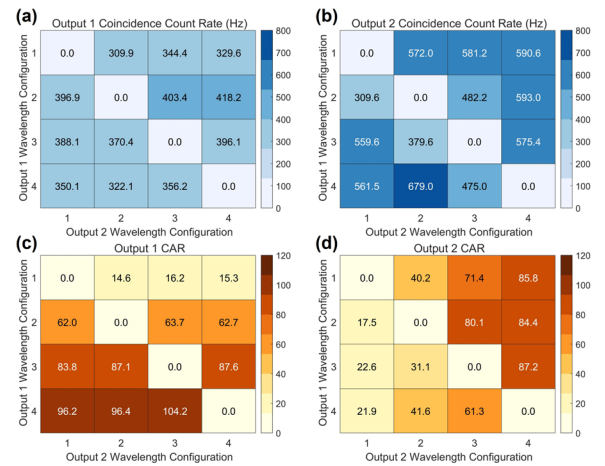 (a) Output 1 Coincidence Count Rate (Hz)
Output 1 Wavelength Configuration
1 0.0 309.9 344.4 329.6
2 396.9 0.0 403.4 418.2
3 388.1 370.4 0.0 396.1
4 350.1 322.1 356.2 0.0
1 2 3 4
Output 2 Wavelength Configuration
800
700
600
500
400
300
200
100
0
(b) Output 2 Coincidence Count Rate (Hz)
Output 1 Wavelength Configuration
1 0.0 572.0 581.2 590.6
2 309.6 0.0 482.2 593.0
3 559.6 379.6 0.0 575.4
4 561.5 679.0 475.0 0.0
1 2 3 4
Output 2 Wavelength Configuration
800
700
600
500
400
300
200
100
0
(c) Output 1 CAR
Output 1 Wavelength Configuration
1 0.0 14.6 16.2 15.3
2 62.0 0.0 63.7 62.7
3 83.8 87.1 0.0 87.6
4 96.2 96.4 104.2 0.0
1 2 3 4
Output 2 Wavelength Configuration
120
100
80
60
40
20
0
(d) Output 2 CAR
Output 1 Wavelength Configuration
1 0.0 40.2 71.4 85.8
2 17.5 0.0 80.1 84.4
3 22.6 31.1 0.0 87.2
4 21.9 41.6 61.3 0.0
1 2 3 4
Output 2 Wavelength Configuration
120
100
80
60
40
20
0